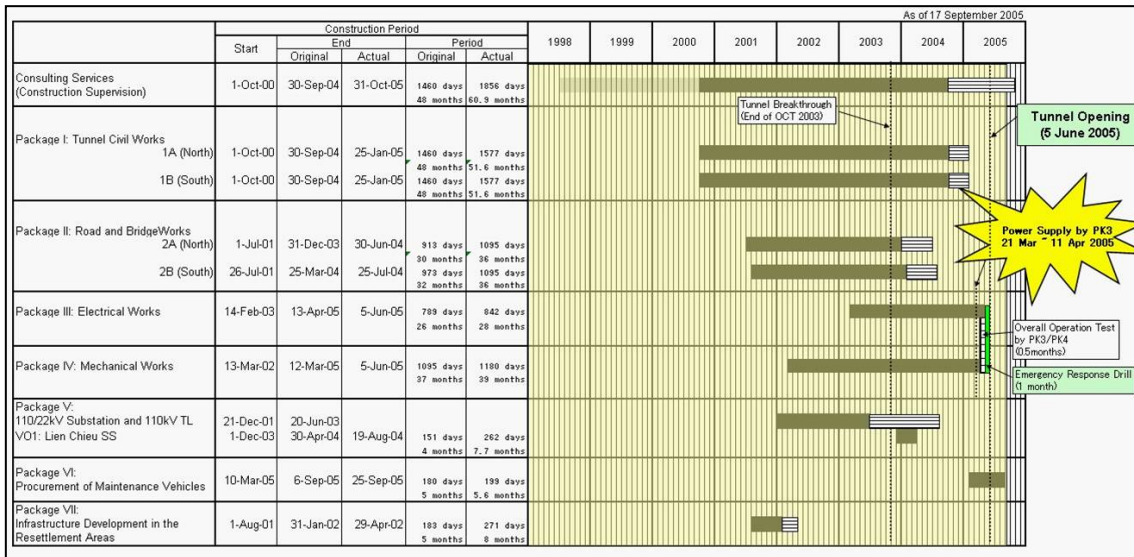 As of 17 September 2005
Construction Period
Start
End
Period
Original
Actual
Original
Actual
1998 1999 2000 2001 2002 2003 2004 2005
Consulting Services
(Construction Supervision)
1-Oct-00 30-Sep-04 31-Oct-05 1460 days 1856 days
48 months 60.9 months
Tunnel Breakthrough
(End of OCT 2003)
Tunnel Opening
(5 June 2005)
Package I: Tunnel Civil Works
1A (North) 1-Oct-00 30-Sep-04 25-Jan-05 1460 days 1577 days
48 months 51.6 months
1B (South) 1-Oct-00 30-Sep-04 25-Jan-05 1460 days 1577 days
48 months 51.6 months
Power Supply by PK3
21 Mar ~ 11 Apr 2005
Package II: Road and BridgeWorks
2A (North) 1-Jul-01 31-Dec-03 30-Jun-04 913 days 1095 days
30 months 36 months
2B (South) 26-Jul-01 25-Mar-04 25-Jul-04 973 days 1095 days
32 months 36 months
Package III: Electrical Works 14-Feb-03 13-Apr-05 5-Jun-05 789 days 842 days
26 months 28 months
Overall Operation Test
by PK3/PK4
(0.5months)
Package IV: Mechanical Works 13-Mar-02 12-Mar-05 5-Jun-05 1095 days 1180 days
37 months 39 months
Emergency Response Drill
(1 month)
Package V:
110/22kV Substation and 110kV TL 21-Dec-01 20-Jun-03
VO1: Lien Chieu SS 1-Dec-03 30-Apr-04 19-Aug-04 151 days 262 days
4 months 7.7 months
Package VI:
Procurement of Maintenance Vehicles 10-Mar-05 6-Sep-05 25-Sep-05 180 days 199 days
5 months 5.6 months
Package VII:
Infrastructure Development in the
Resettlement Areas 1-Aug-01 31-Jan-02 29-Apr-02 183 days 271 days
5 months 8 months